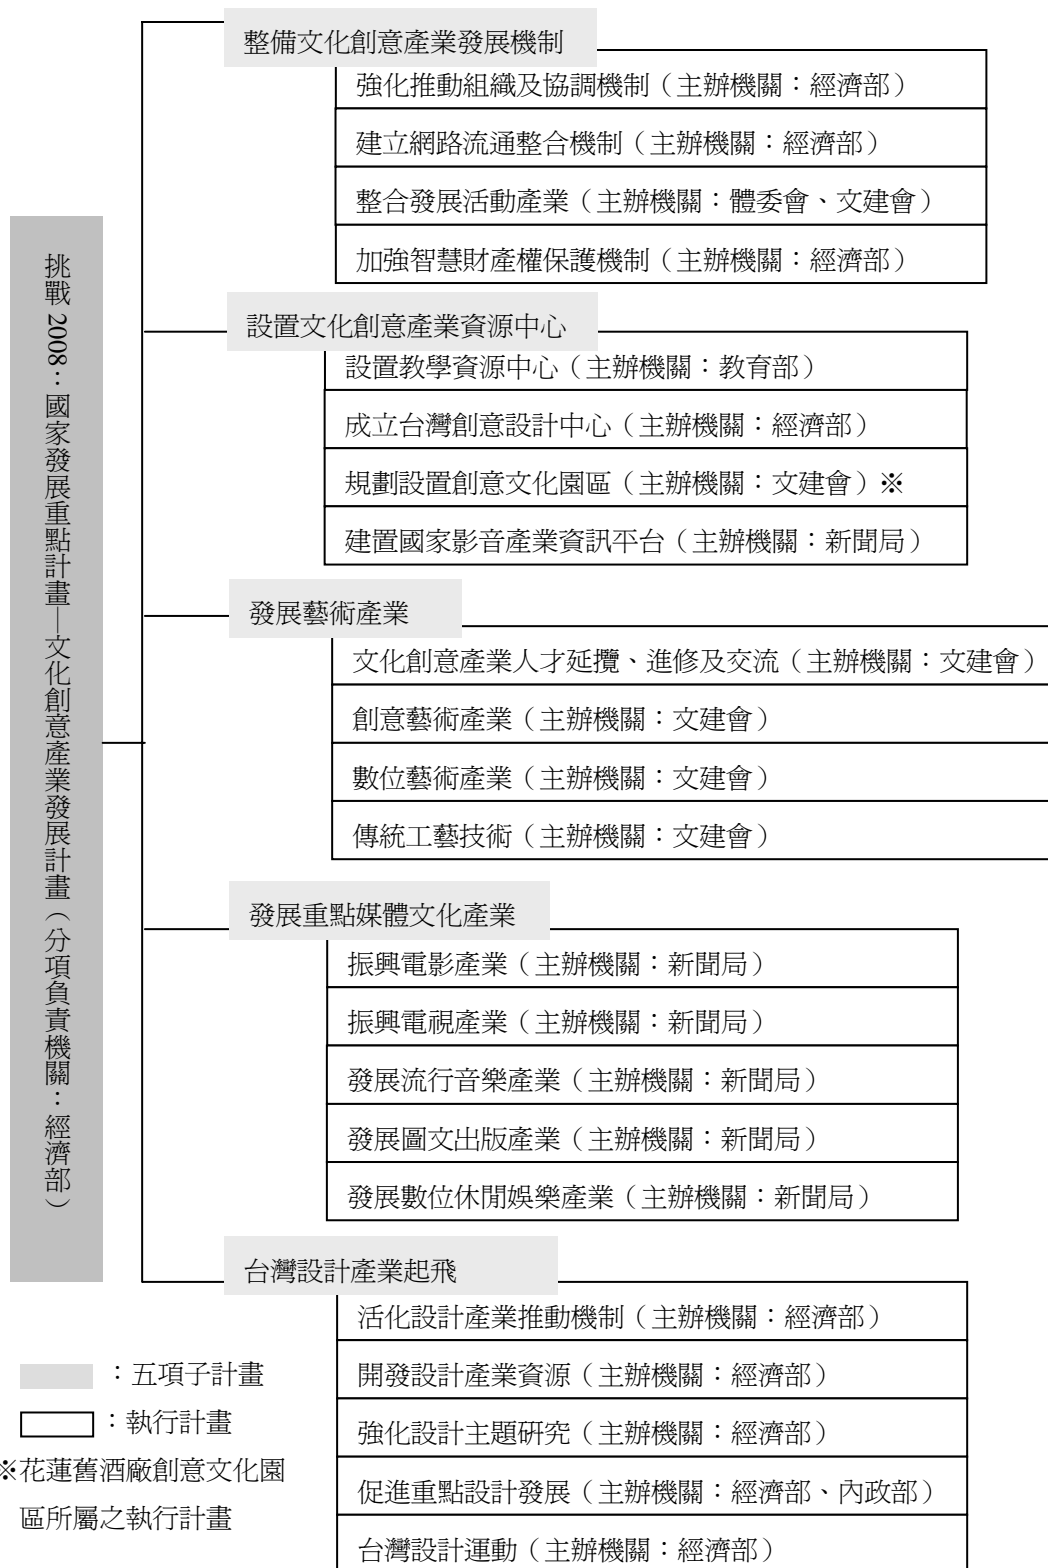 挑戰 2008：國家發展重點計畫—文化創意產業發展計畫（分項負責機關：經濟部）
整備文化創意產業發展機制
強化推動組織及協調機制（主辦機關：經濟部）
建立網路流通整合機制（主辦機關：經濟部）
整合發展活動產業（主辦機關：體委會、文建會）
加強智慧財產權保護機制（主辦機關：經濟部）
設置文化創意產業資源中心
設置教學資源中心（主辦機關：教育部）
成立台灣創意設計中心（主辦機關：經濟部）
規劃設置創意文化園區（主辦機關：文建會）※
建置國家影音產業資訊平台（主辦機關：新聞局）
發展藝術產業
文化創意產業人才延攬、進修及交流（主辦機關：文建會）
創意藝術產業（主辦機關：文建會）
數位藝術產業（主辦機關：文建會）
傳統工藝技術（主辦機關：文建會）
發展重點媒體文化產業
振興電影產業（主辦機關：新聞局）
振興電視產業（主辦機關：新聞局）
發展流行音樂產業（主辦機關：新聞局）
發展圖文出版產業（主辦機關：新聞局）
發展數位休閒娛樂產業（主辦機關：新聞局）
台灣設計產業起飛
活化設計產業推動機制（主辦機關：經濟部）
開發設計產業資源（主辦機關：經濟部）
強化設計主題研究（主辦機關：經濟部）
促進重點設計發展（主辦機關：經濟部、內政部）
台灣設計運動（主辦機關：經濟部）
：五項子計畫
：執行計畫
※花蓮舊酒廠創意文化園
區所屬之執行計畫